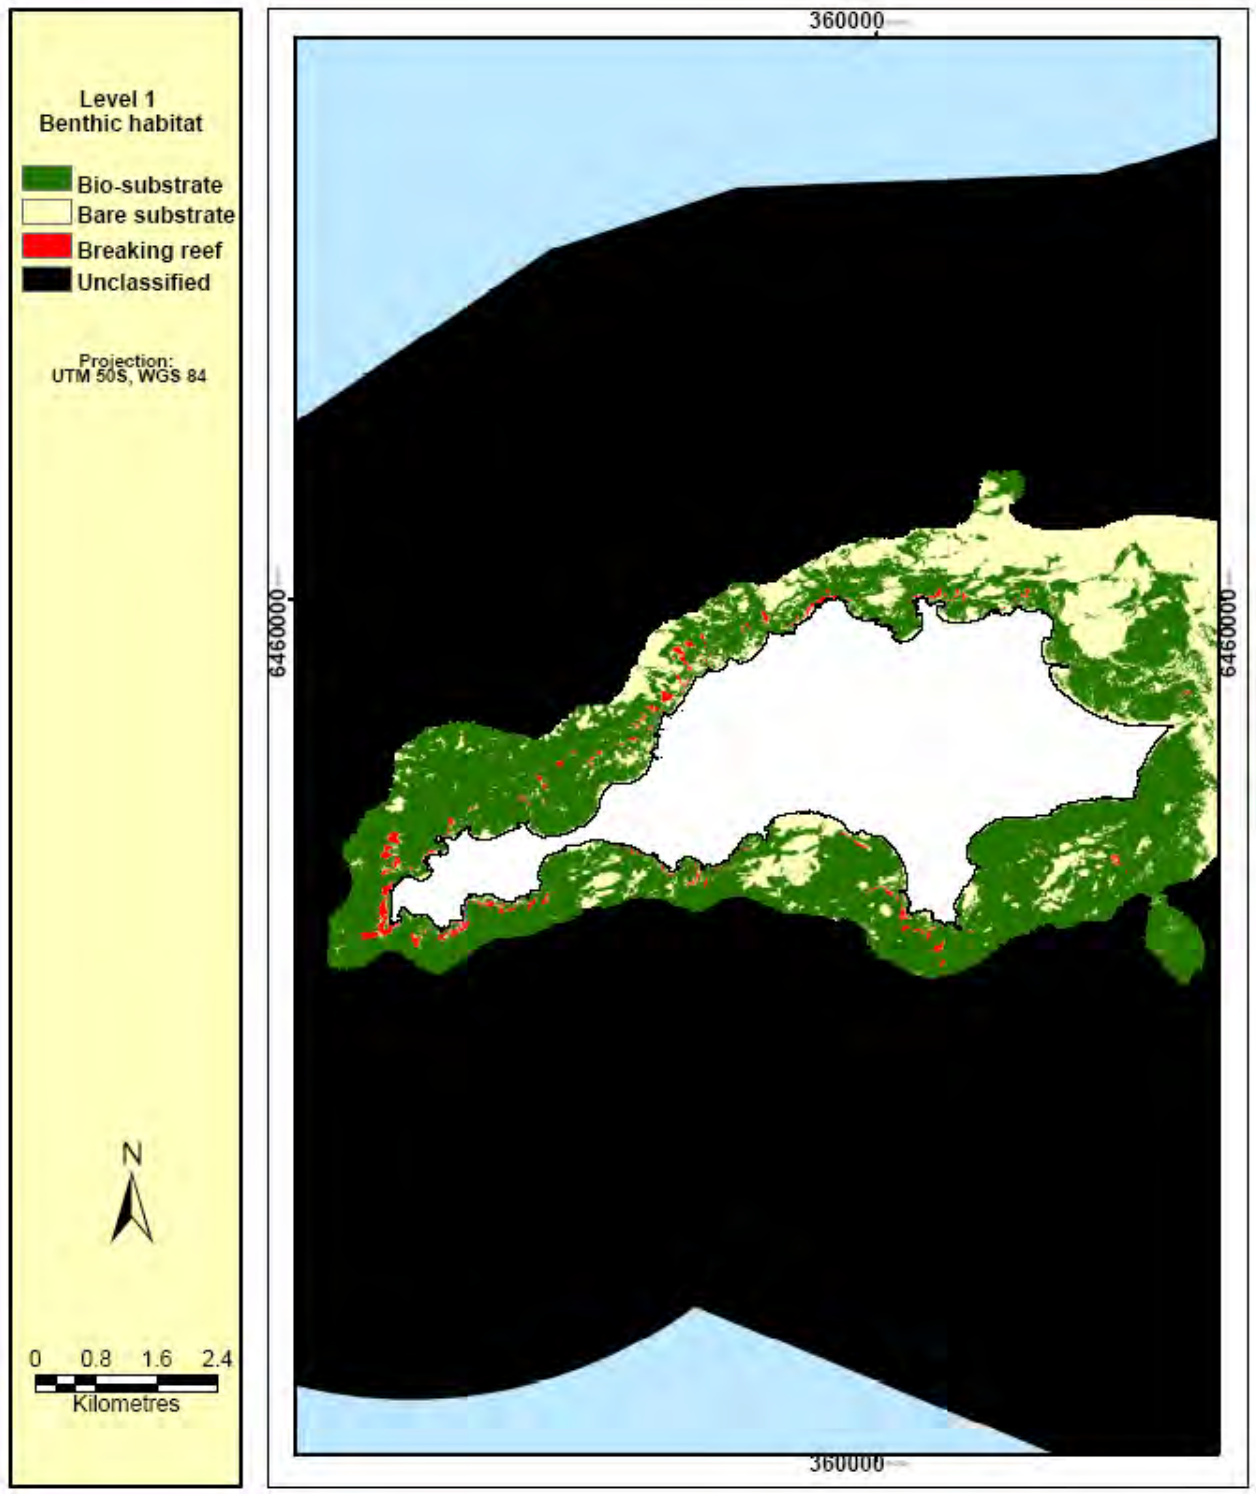 Level 1
Benthic habitat
Bio-substrate
Bare substrate
Breaking reef
Unclassified
Projection:
UTM 50S, WGS 84
N
0 0.8 1.6 2.4
Kilometres
360000
6460000
6460000
360000